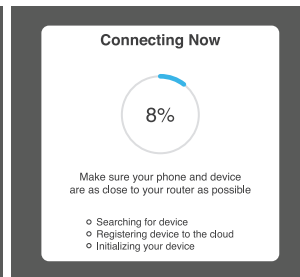 Connecting Now
8%
Make sure your phone and device
are as close to your router as possible
Searching for device
Registering device to the cloud
Initializing your device